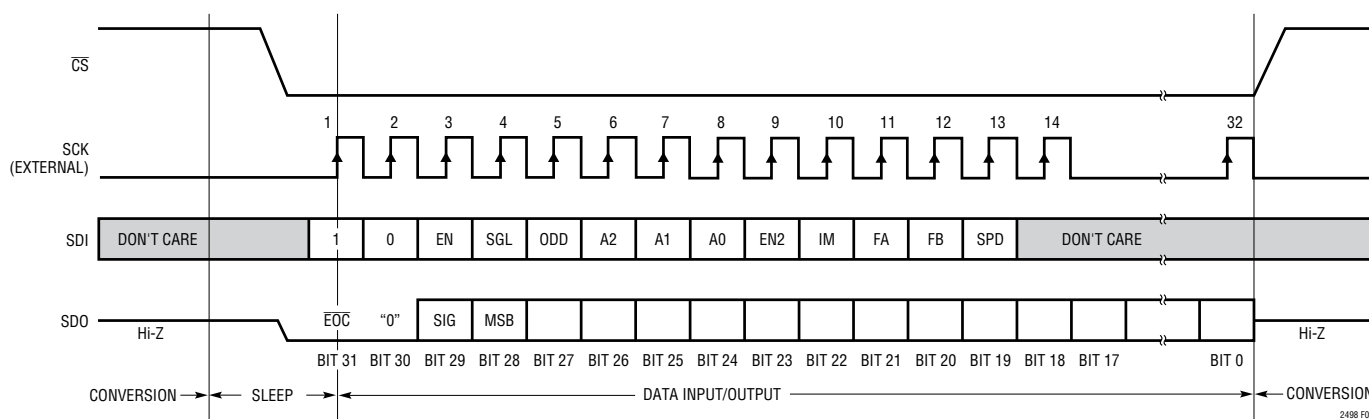 CS
1 2 3 4 5 6 7 8 9 10 11 12 13 14 32
SCK
(EXTERNAL)
SDI DON'T CARE 1 0 EN SGL ODD A2 A1 A0 EN2 IM FA FB SPD DON'T CARE
SDO Hi-Z EOC "0" SIG MSB Hi-Z
BIT 31 BIT 30 BIT 29 BIT 28 BIT 27 BIT 26 BIT 25 BIT 24 BIT 23 BIT 22 BIT 21 BIT 20 BIT 19 BIT 18 BIT 17 BIT 0
CONVERSION SLEEP DATA INPUT/OUTPUT CONVERSION
2498 F0